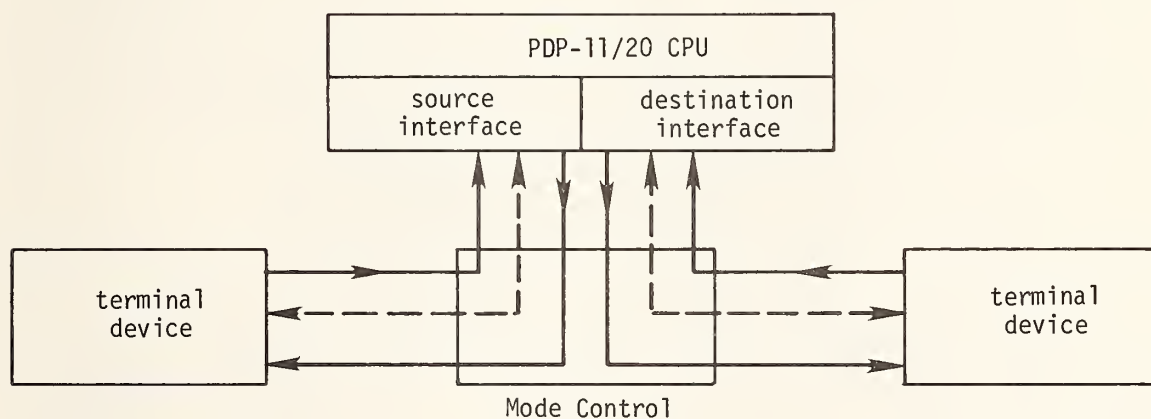 PDP-11/20 CPU
source
interface
destination
interface
terminal
device
terminal
device
Mode Control